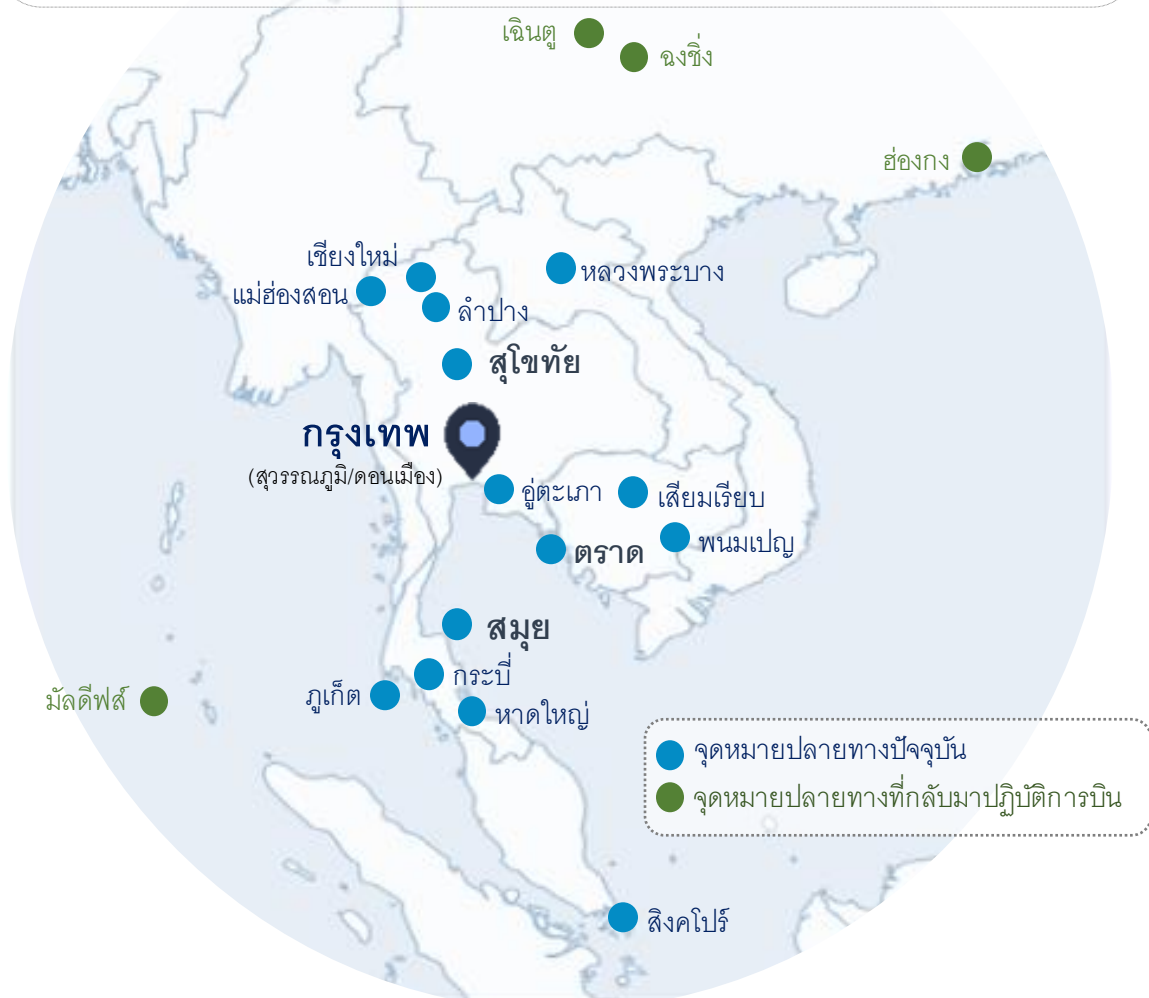 เฉินตู
ฉงชิ่ง
ฮ่องกง
เชียงใหม่
หลวงพระบาง
แม่ฮ่องสอน
ลำปาง
สุโขทัย
กรุงเทพ
(สุวรรณภูมิ/ดอนเมือง)
อู่ตะเภา
เสียมเรียบ
พนมเปญ
ตราด
สมุย
กระบี่
ภูเก็ต
มัลดีฟส์
หาดใหญ่
จุดหมายปลายทางปัจจุบัน
จุดหมายปลายทางที่กลับมาปฏิบัติการบิน
สิงคโปร์